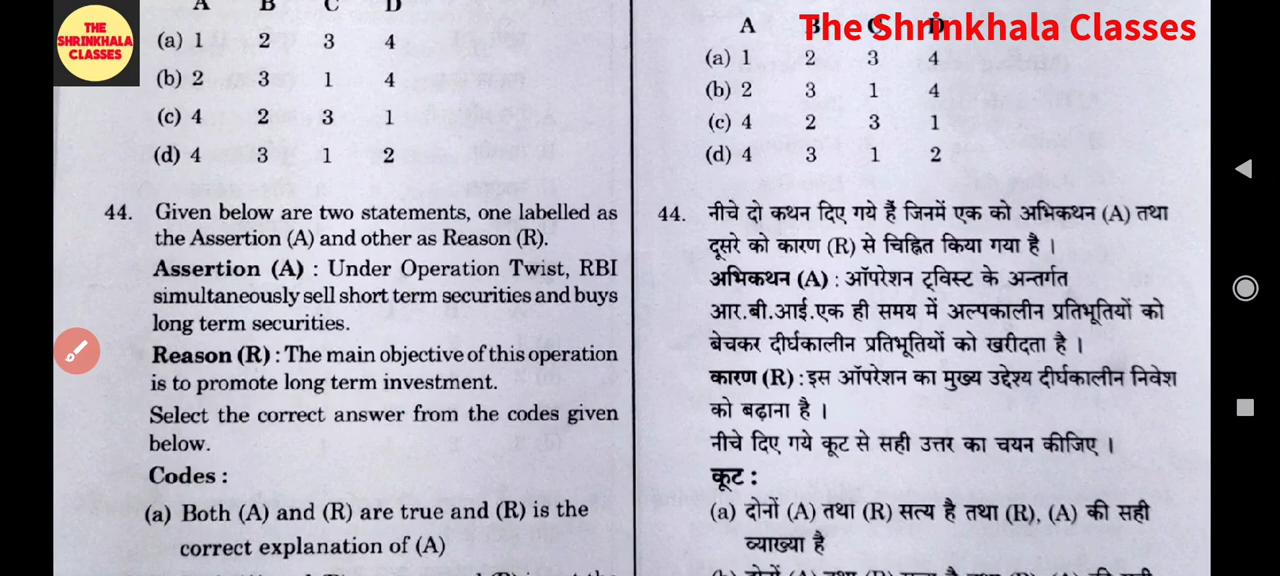 THE
SHRINKHALA
CLASSES
The Shrinkhala Classes
A B C D
(a) 1 2 3 4
(b) 2 3 1 4
(c) 4 2 3 1
(d) 4 3 1 2
44. Given below are two statements, one labelled as
the Assertion (A) and other as Reason (R).
Assertion (A) : Under Operation Twist, RBI
simultaneously sell short term securities and buys
long term securities.
Reason (R) : The main objective of this operation
is to promote long term investment.
Select the correct answer from the codes given
below.
Codes :
(a) Both (A) and (R) are true and (R) is the
correct explanation of (A)
A B C D
(a) 1 2 3 4
(b) 2 3 1 4
(c) 4 2 3 1
(d) 4 3 1 2
44. नीचे दो कथन दिए गये हैं जिनमें एक को अभिकथन (A) तथा
दूसरे को कारण (R) से चिह्नित किया गया है ।
अभिकथन (A) : ऑपरेशन ट्विस्ट के अन्तर्गत
आर.बी.आई.एक ही समय में अल्पकालीन प्रतिभूतियों को
बेचकर दीर्घकालीन प्रतिभूतियों को खरीदता है ।
कारण (R) : इस ऑपरेशन का मुख्य उद्देश्य दीर्घकालीन निवेश
को बढ़ाना है ।
नीचे दिए गये कूट से सही उत्तर का चयन कीजिए ।
कूट :
(a) दोनों (A) तथा (R) सत्य है तथा (R), (A) की सही
व्याख्या है